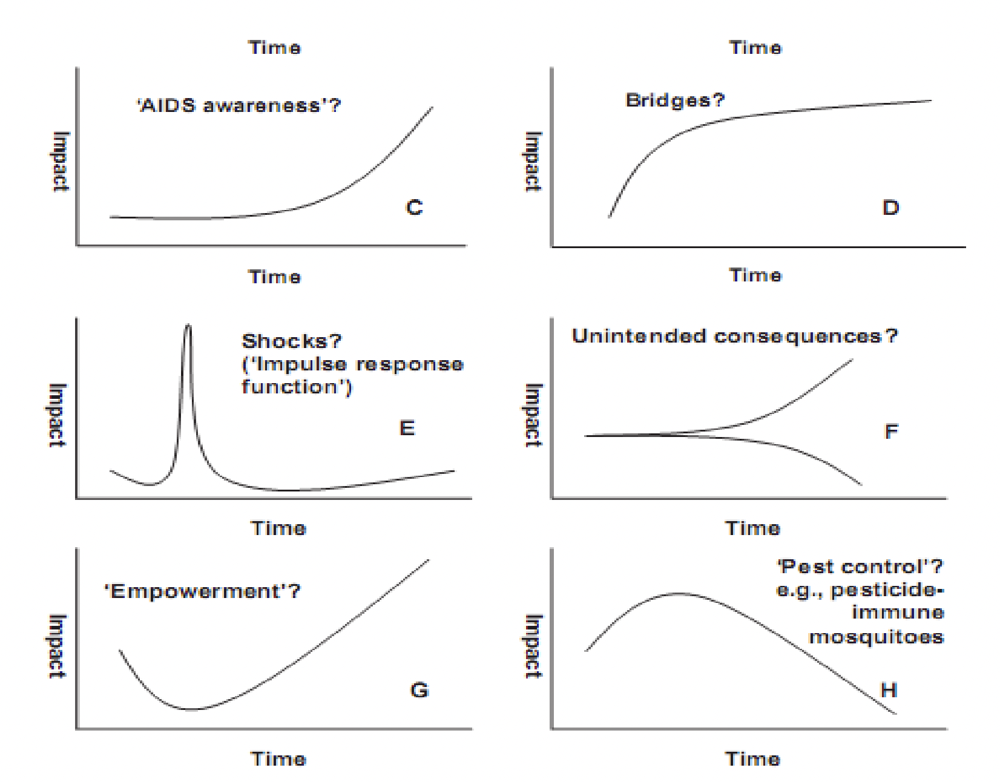 Time
Time
‘AIDS awareness’?
Impact
C
Bridges?
Impact
D
Time
Time
Shocks?
(‘Impulse response
function’)
Impact
E
Unintended consequences?
Impact
F
Time
Time
‘Empowerment’?
Impact
G
‘Pest control’?
e.g., pesticide-
immune
mosquitoes
Impact
H
Time
Time